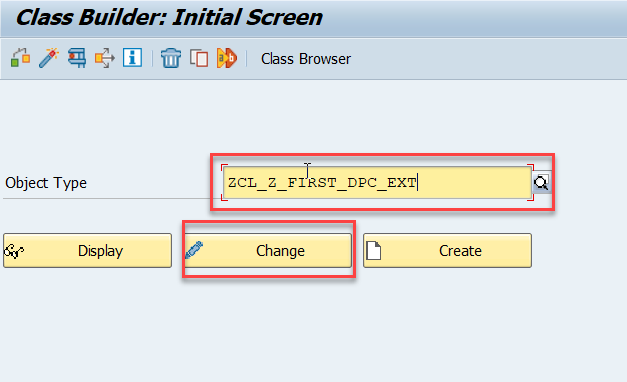 Class Builder: Initial Screen
Class Browser
Object Type ZCL_Z_FIRST_DPC_EXT
Display Change Create